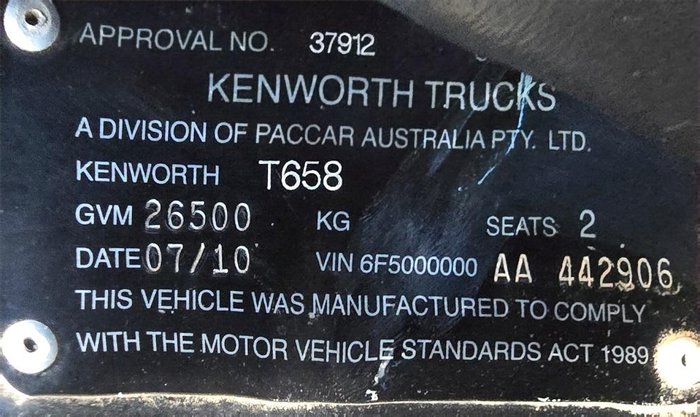 APPROVAL NO. 37912
KENWORTH TRUCKS
A DIVISION OF PACCAR AUSTRALIA PTY. LTD.
KENWORTH T658
GVM 26500 KG SEATS 2
DATE 07/10 VIN 6F5000000 AA 442906
THIS VEHICLE WAS MANUFACTURED TO COMPLY
WITH THE MOTOR VEHICLE STANDARDS ACT 1989